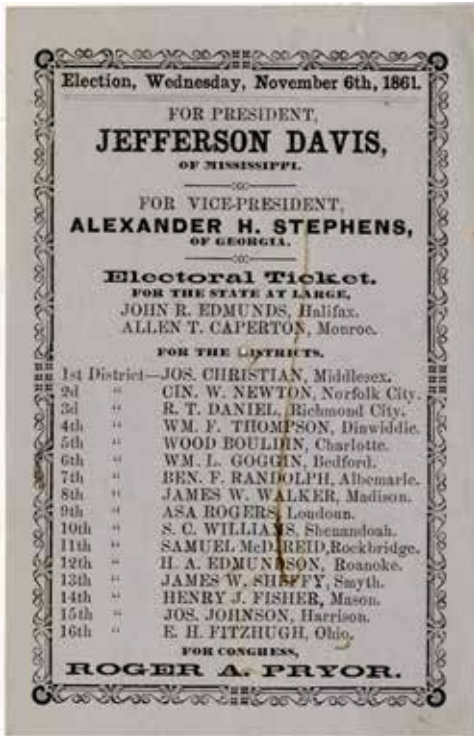 Election, Wednesday, November 6th, 1861.
FOR PRESIDENT,
JEFFERSON DAVIS,
OF MISSISSIPPI.
FOR VICE-PRESIDENT,
ALEXANDER H. STEPHENS,
OF GEORGIA.
Electoral Ticket.
FOR THE STATE AT LARGE,
JOHN R. EDMUNDS, Halifax.
ALLEN T. CAPERTON, Monroe.
FOR THE DISTRICTS.
1st District—JOS. CHRISTIAN, Middlesex.
2d " CIN. W. NEWTON, Norfolk City.
3d " R. T. DANIEL, Richmond City.
4th " WM. F. THOMPSON, Dinwiddie.
5th " WOOD BOULDIN, Charlotte.
6th " WM. L. GOGGIN, Bedford.
7th " BEN. F. RANDOLPH, Albemarle.
8th " JAMES W. WALKER, Madison.
9th " ASA ROGERS, Loudoun.
10th " S. C. WILLIAMS, Shenandoah.
11th " SAMUEL McD. REID, Rockbridge.
12th " H. A. EDMUNDSON, Roanoke.
13th " JAMES W. SHEFFY, Smyth.
14th " HENRY J. FISHER, Mason.
15th " JOS. JOHNSON, Harrison.
16th " E. H. FITZHUGH, Ohio.
FOR CONGRESS,
ROGER A. PRYOR.